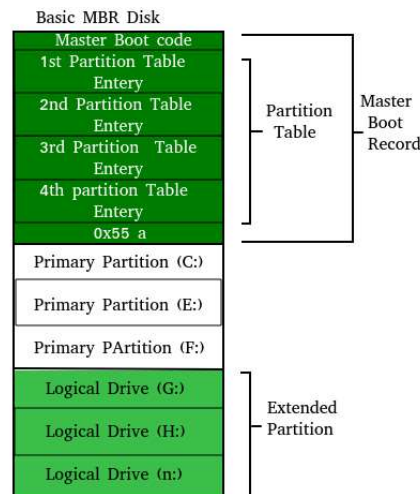 Basic MBR Disk
Master Boot code
1st Partition Table
Entery
2nd Partition Table
Entery
3rd Partition Table
Entery
4th partition Table
Entery
0x55 a
Partition
Table
Master
Boot
Record
Primary Partition (C:)
Primary Partition (E:)
Primary PArtition (F:)
Logical Drive (G:)
Logical Drive (H:)
Logical Drive (n:)
Extended
Partition